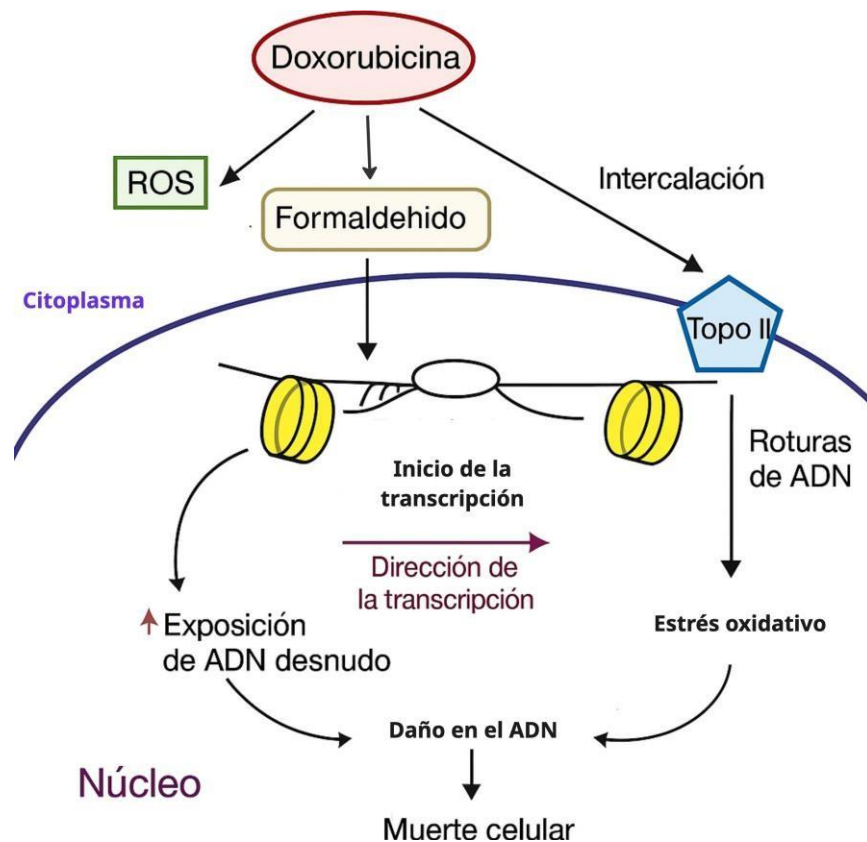 Doxorubicina
ROS
Intercalación
Formaldehido
Citoplasma
Topo II
Inicio de la
transcripción
Roturas
de ADN
Dirección de
la transcripción
Exposición
de ADN desnudo
Estrés oxidativo
Daño en el ADN
Núcleo
Muerte celular